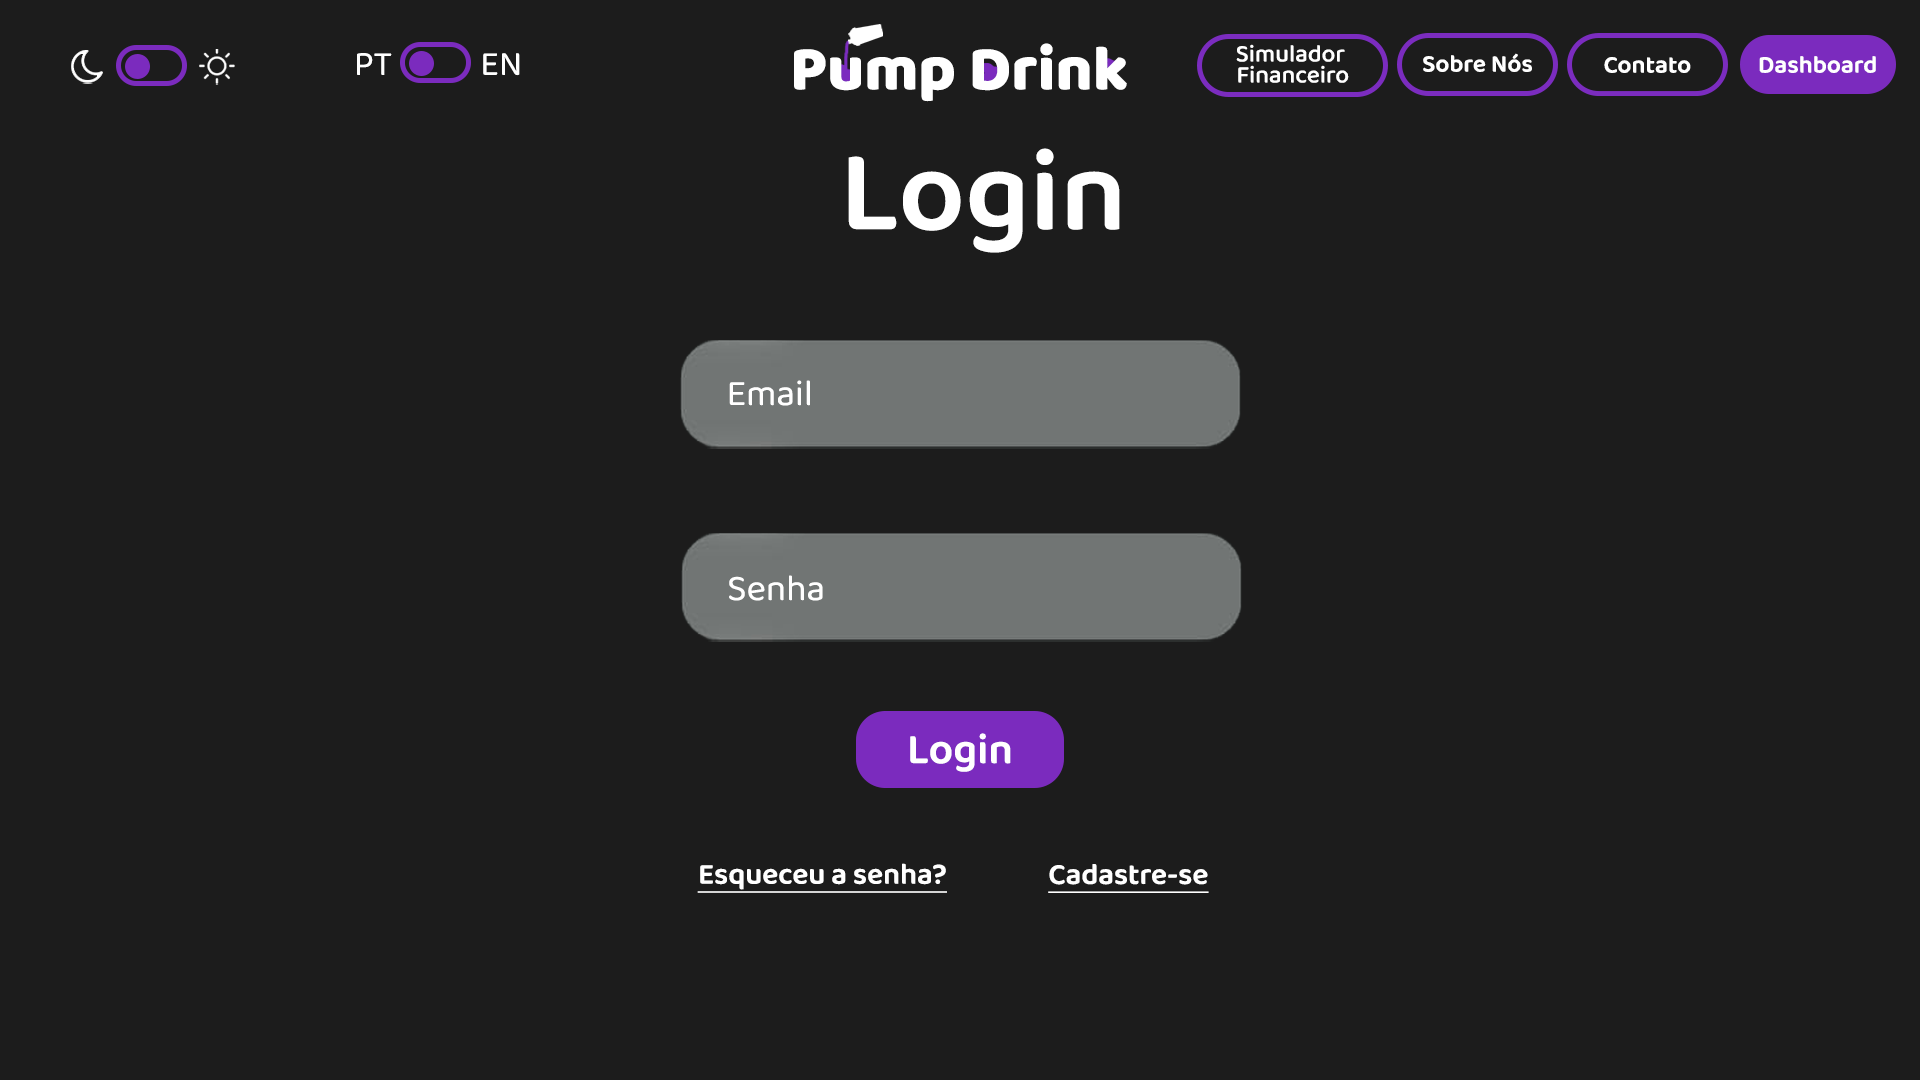 PT EN
Pump Drink
Simulador
Financeiro
Sobre Nós
Contato
Dashboard
Login
Email
Senha
Login
Esqueceu a senha?
Cadastre-se